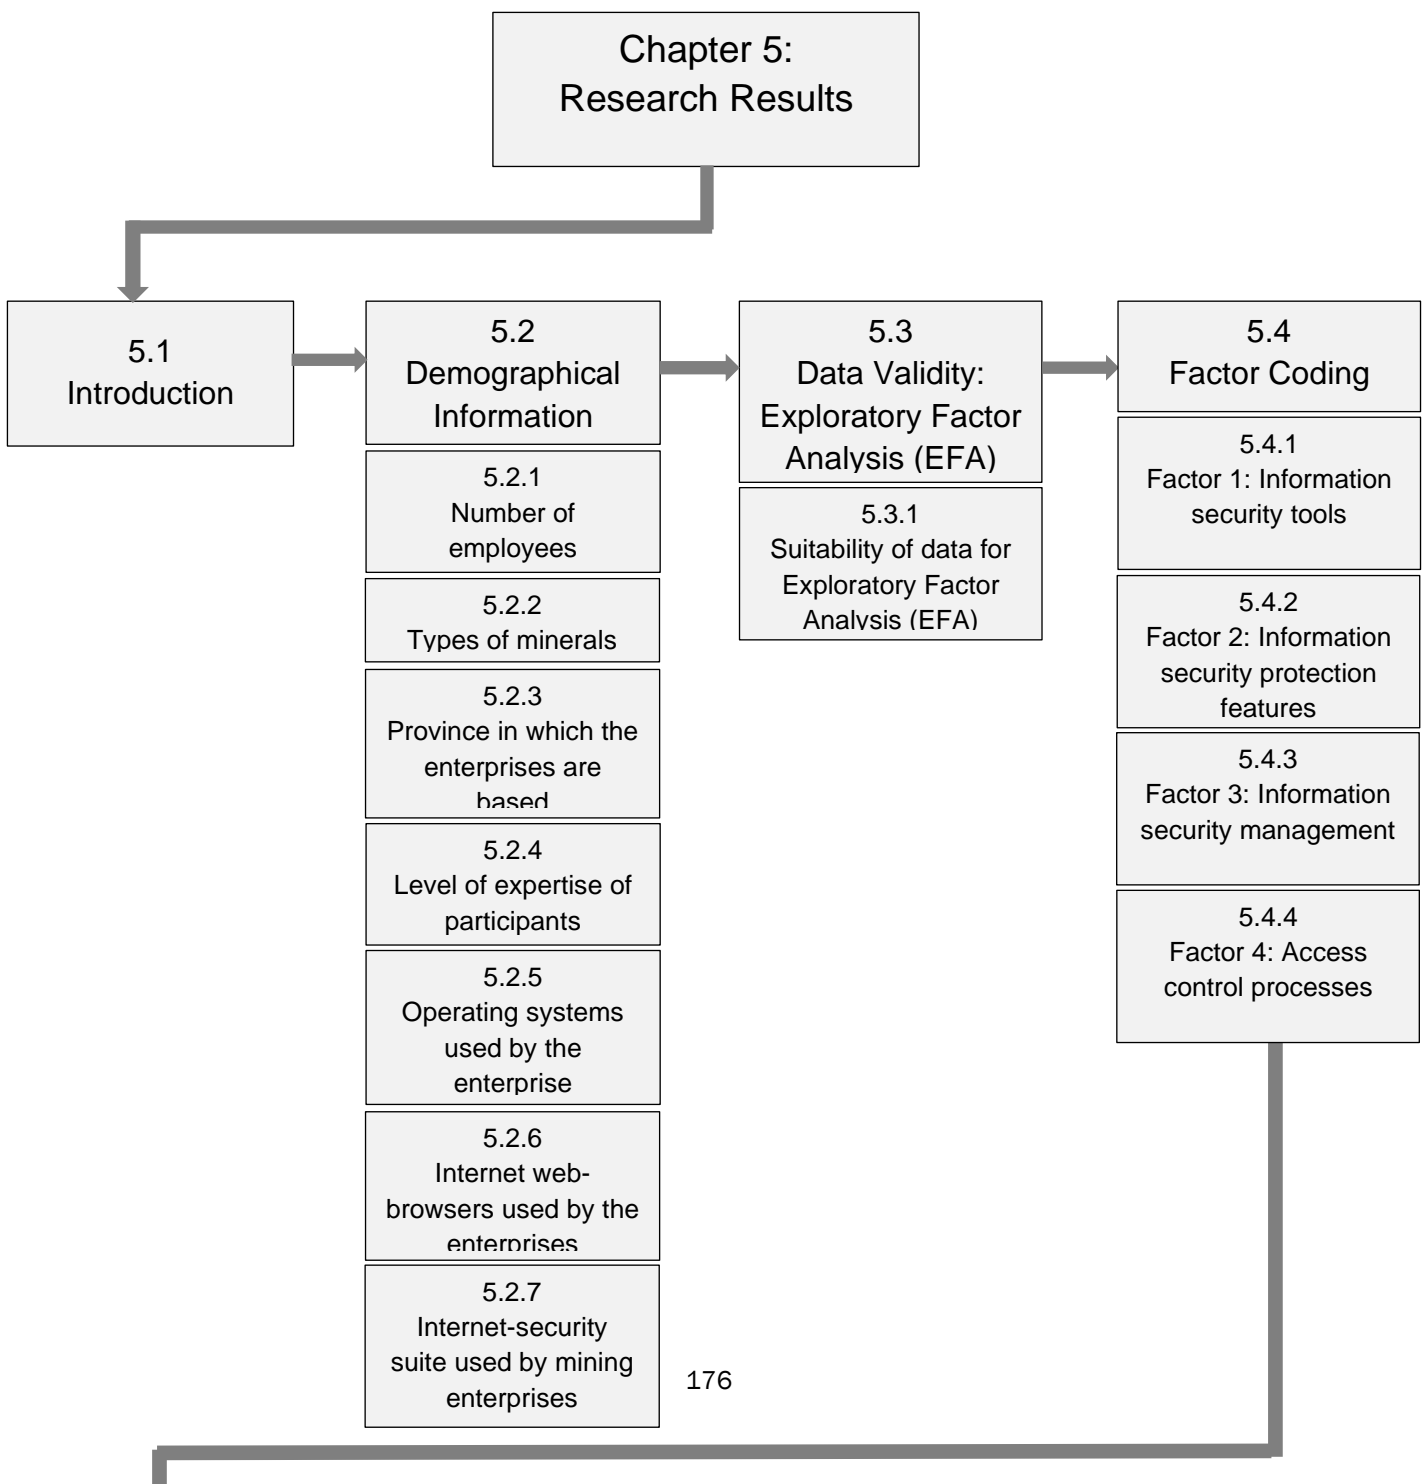 Chapter 5:
Research Results
5.1
Introduction
5.2
Demographical
Information
5.2.1
Number of
employees
5.2.2
Types of minerals
5.2.3
Province in which the
enterprises are
based
5.2.4
Level of expertise of
participants
5.2.5
Operating systems
used by the
enterprise
5.2.6
Internet web-
browsers used by the
enterprises
5.2.7
Internet-security
suite used by mining
enterprises
5.3
Data Validity:
Exploratory Factor
Analysis (EFA)
5.3.1
Suitability of data for
Exploratory Factor
Analysis (EFA)
5.4
Factor Coding
5.4.1
Factor 1: Information
security tools
5.4.2
Factor 2: Information
security protection
features
5.4.3
Factor 3: Information
security management
5.4.4
Factor 4: Access
control processes
176